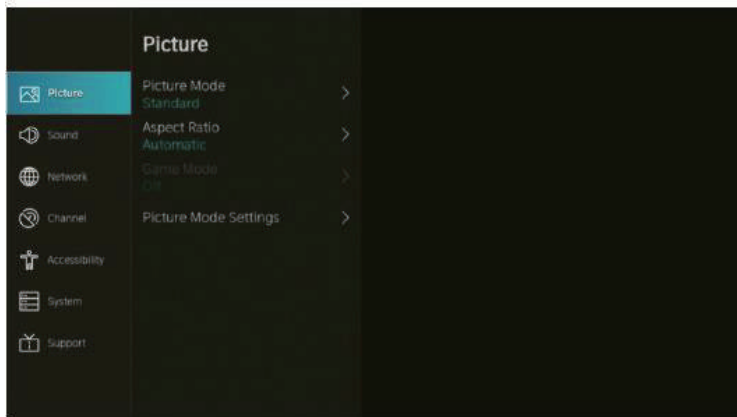 Picture
Picture
Picture Mode
Standard
Sound
Aspect Ratio
Automatic
Network
Game Mode
Off
Channel
Picture Mode Settings
Accessibility
System
Support